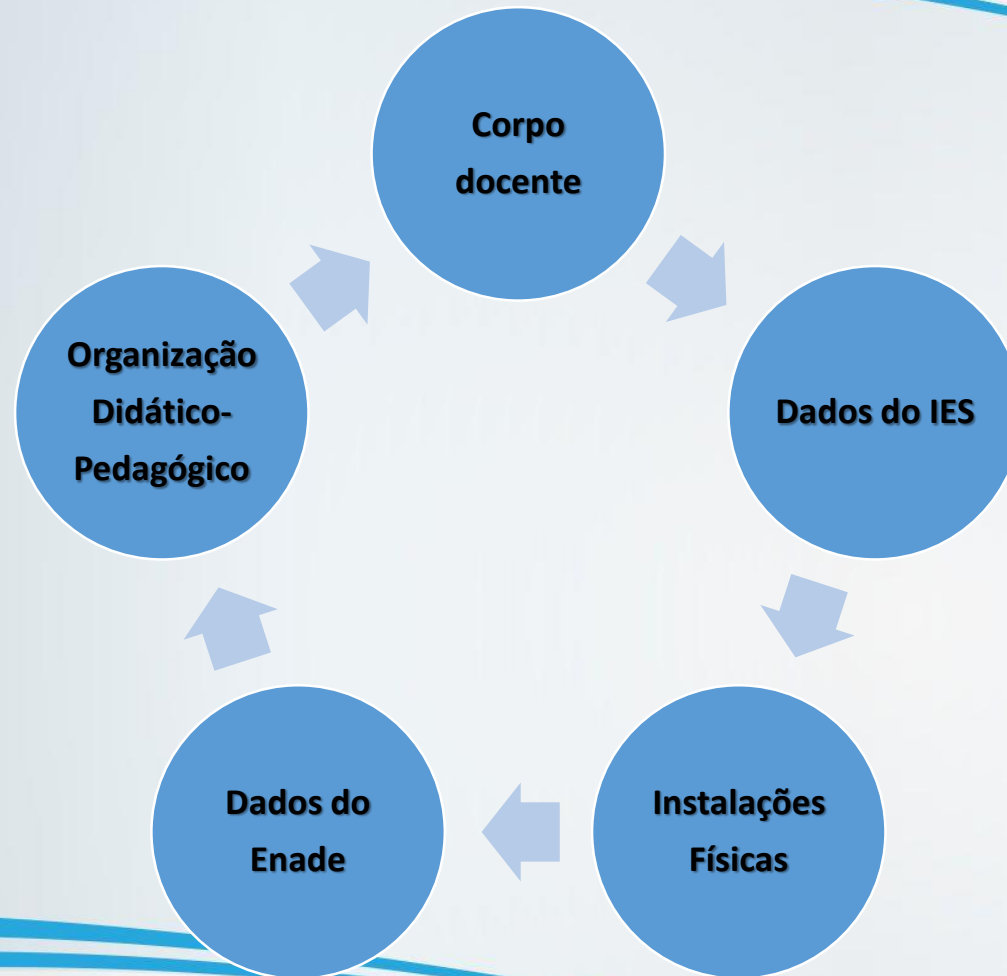 Corpo
docente
Dados do IES
Instalações
Físicas
Dados do
Enade
Organização
Didático-
Pedagógico